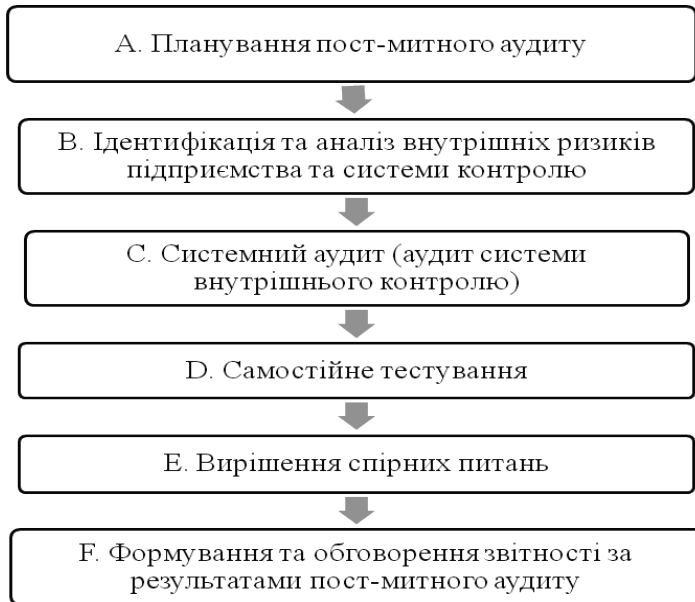 А. Планування пост-митного аудиту
В. Ідентифікація та аналіз внутрішніх ризиків
підприємства та системи контролю
С. Системний аудит (аудит системи
внутрішнього контролю)
D. Самостійне тестування
Е. Вирішення спірних питань
F. Формування та обговорення звітності за
результатами пост-митного аудиту